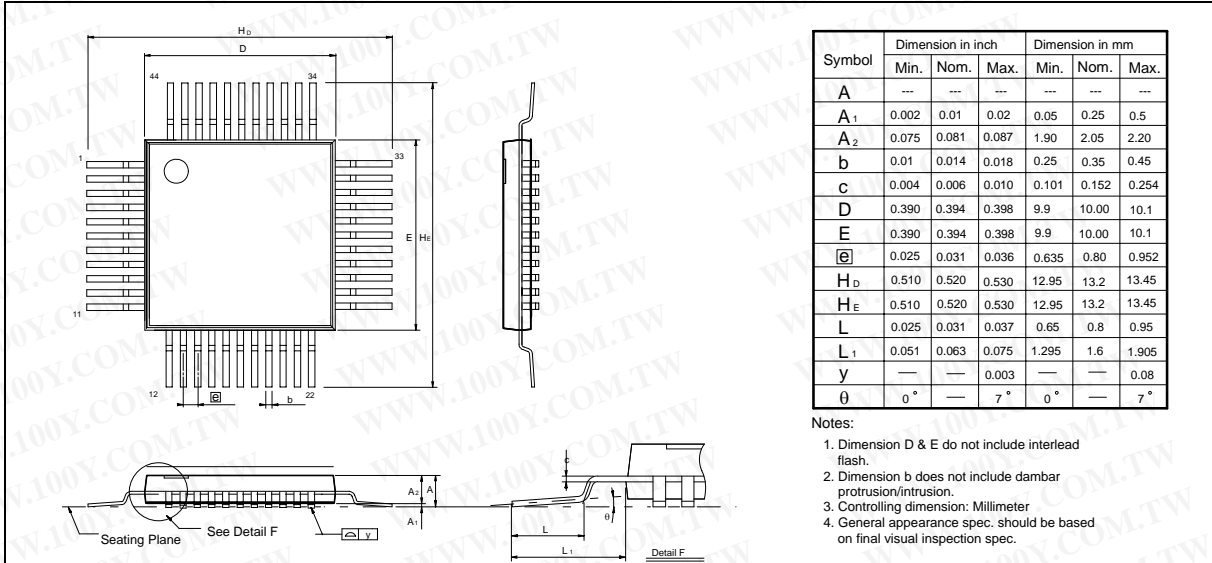 H D
D
44 34
1 33
E H E
11
12 22
e b
A 2 A
A 1
Seating Plane
See Detail F
y
c
θ
L
L 1
Detail F
Symbol Dimension in inch Dimension in mm
Min. Nom. Max. Min. Nom. Max.
A --- --- --- --- --- ---
A 1 0.002 0.01 0.02 0.05 0.25 0.5
A 2 0.075 0.081 0.087 1.90 2.05 2.20
b 0.01 0.014 0.018 0.25 0.35 0.45
c 0.004 0.006 0.010 0.101 0.152 0.254
D 0.390 0.394 0.398 9.9 10.00 10.1
E 0.390 0.394 0.398 9.9 10.00 10.1
e 0.025 0.031 0.036 0.635 0.80 0.952
H D 0.510 0.520 0.530 12.95 13.2 13.45
H E 0.510 0.520 0.530 12.95 13.2 13.45
L 0.025 0.031 0.037 0.65 0.8 0.95
L 1 0.051 0.063 0.075 1.295 1.6 1.905
y — — 0.003 — — 0.08
θ 0° — 7° 0° — 7°
Notes:
1. Dimension D & E do not include interlead
flash.
2. Dimension b does not include dambar
protrusion/intrusion.
3. Controlling dimension: Millimeter
4. General appearance spec. should be based
on final visual inspection spec.
WWW.100Y.COM.TW